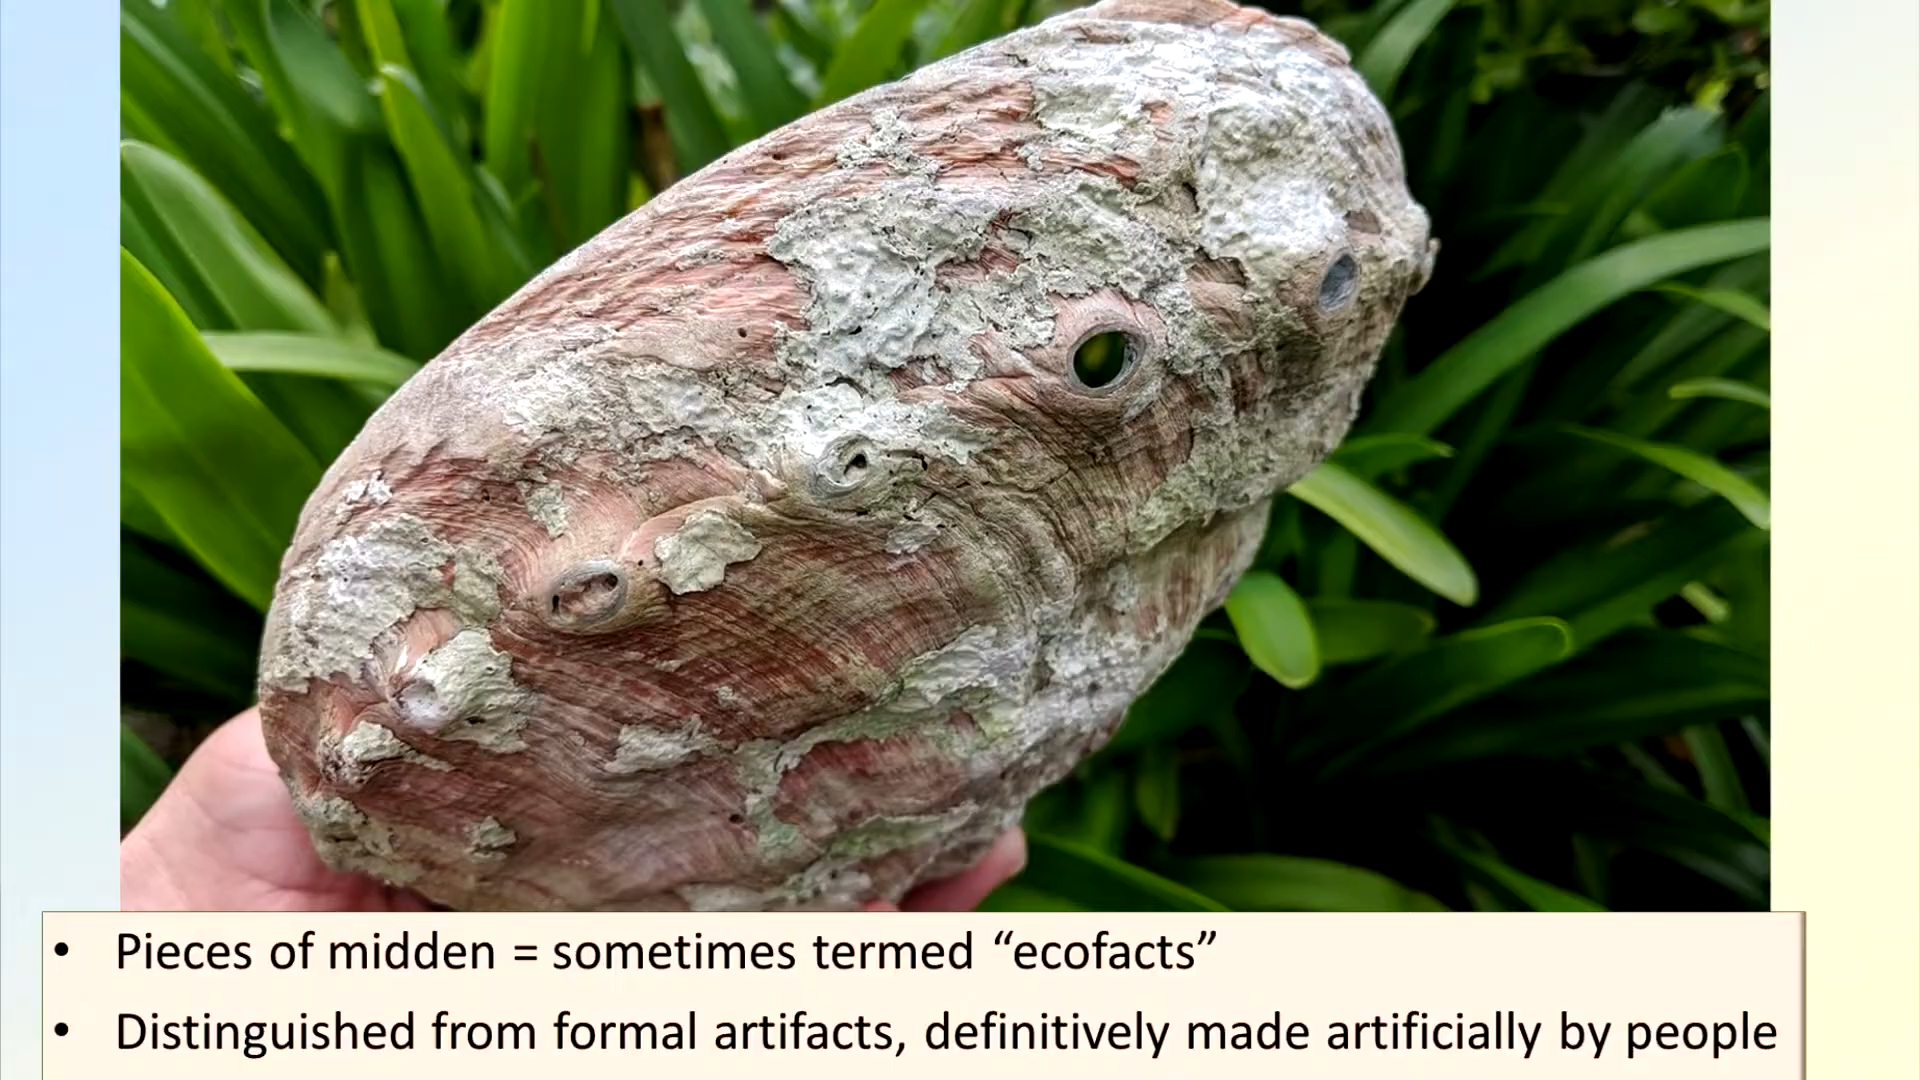 • Pieces of midden = sometimes termed “ecofacts”
• Distinguished from formal artifacts, definitively made artificially by people